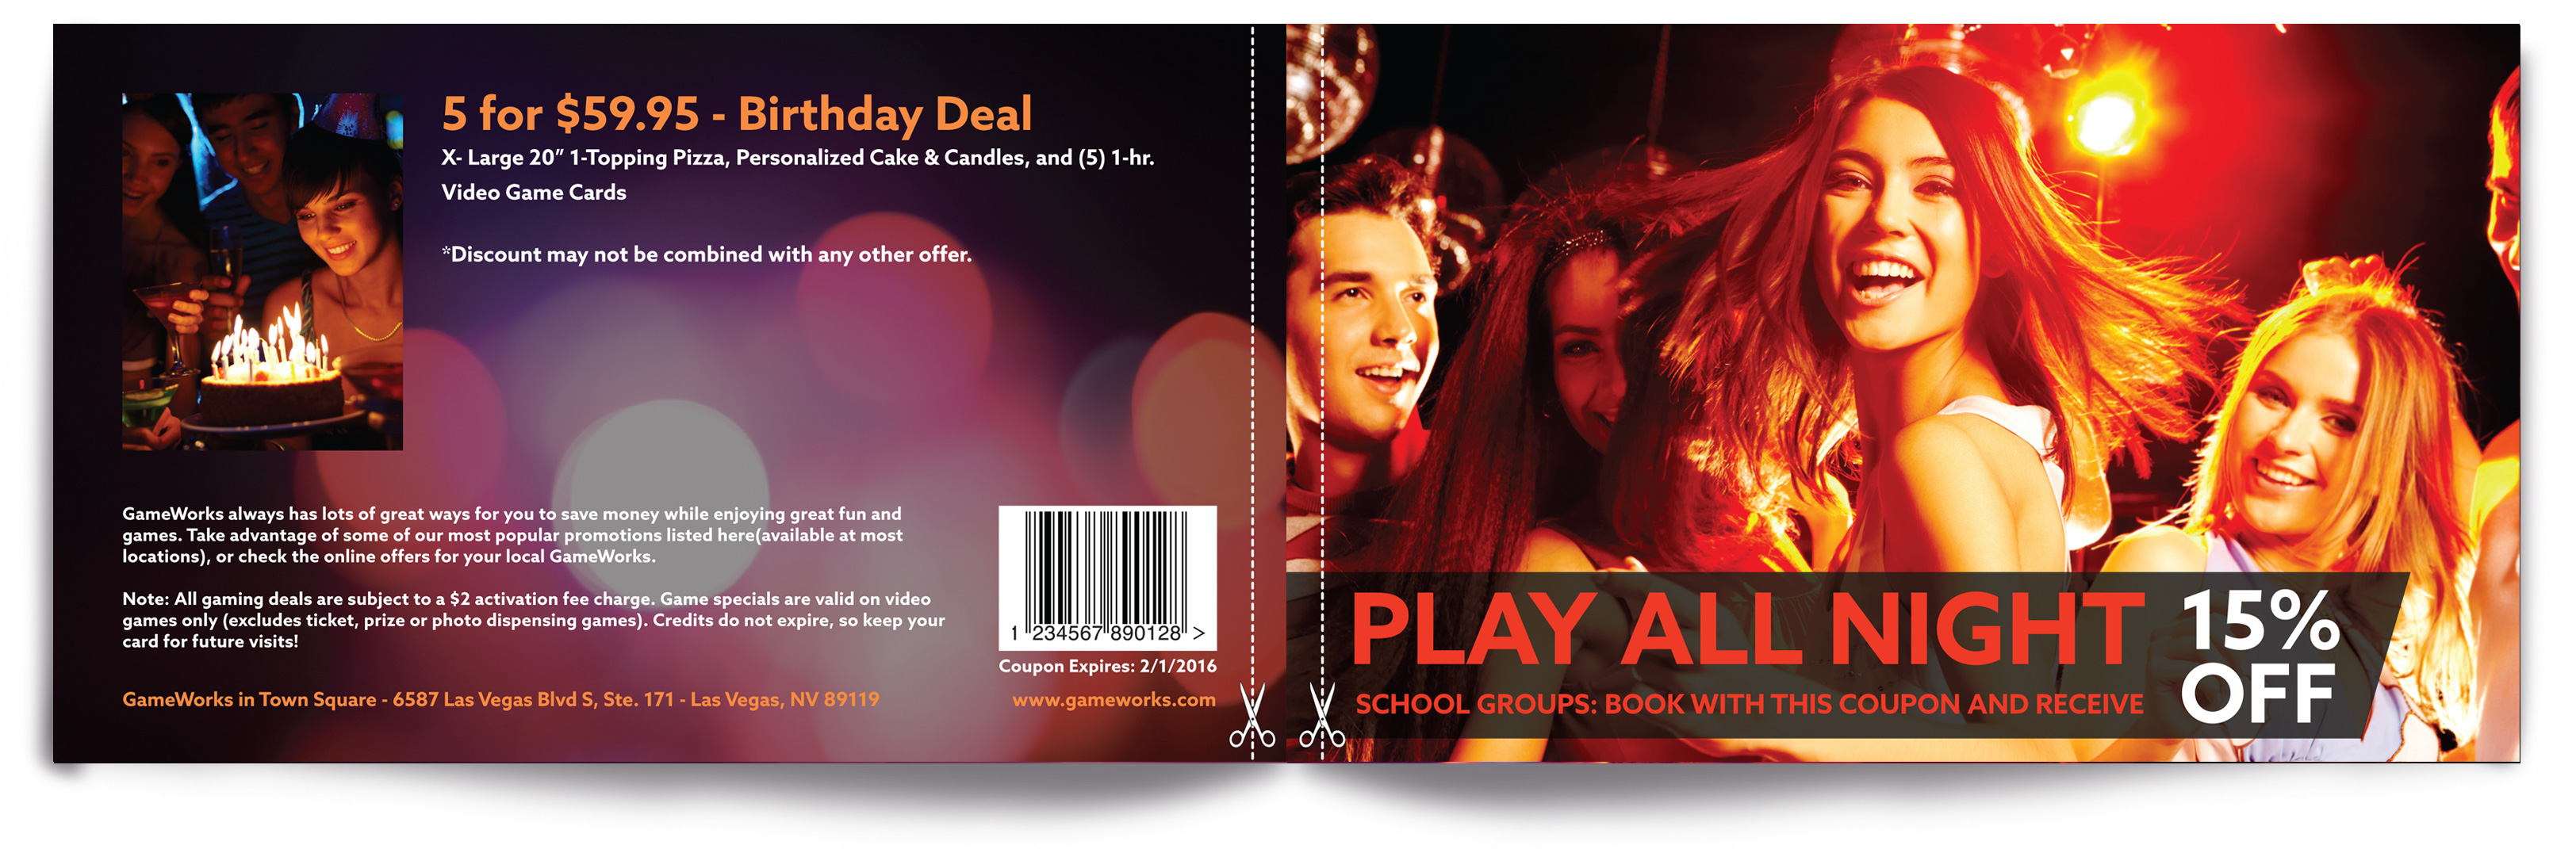 5 for $59.95 - Birthday Deal
X- Large 20” 1-Topping Pizza, Personalized Cake & Candles, and (5) 1-hr.
Video Game Cards
*Discount may not be combined with any other offer.
GameWorks always has lots of great ways for you to save money while enjoying great fun and
games. Take advantage of some of our most popular promotions listed here(available at most
locations), or check the online offers for your local GameWorks.
Note: All gaming deals are subject to a $2 activation fee charge. Game specials are valid on video
games only (excludes ticket, prize or photo dispensing games). Credits do not expire, so keep your
card for future visits!
GameWorks in Town Square - 6587 Las Vegas Blvd S, Ste. 171 - Las Vegas, NV 89119
1 234567 890128 >
Coupon Expires: 2/1/2016
www.gameworks.com
PLAY ALL NIGHT
SCHOOL GROUPS: BOOK WITH THIS COUPON AND RECEIVE
15%
OFF